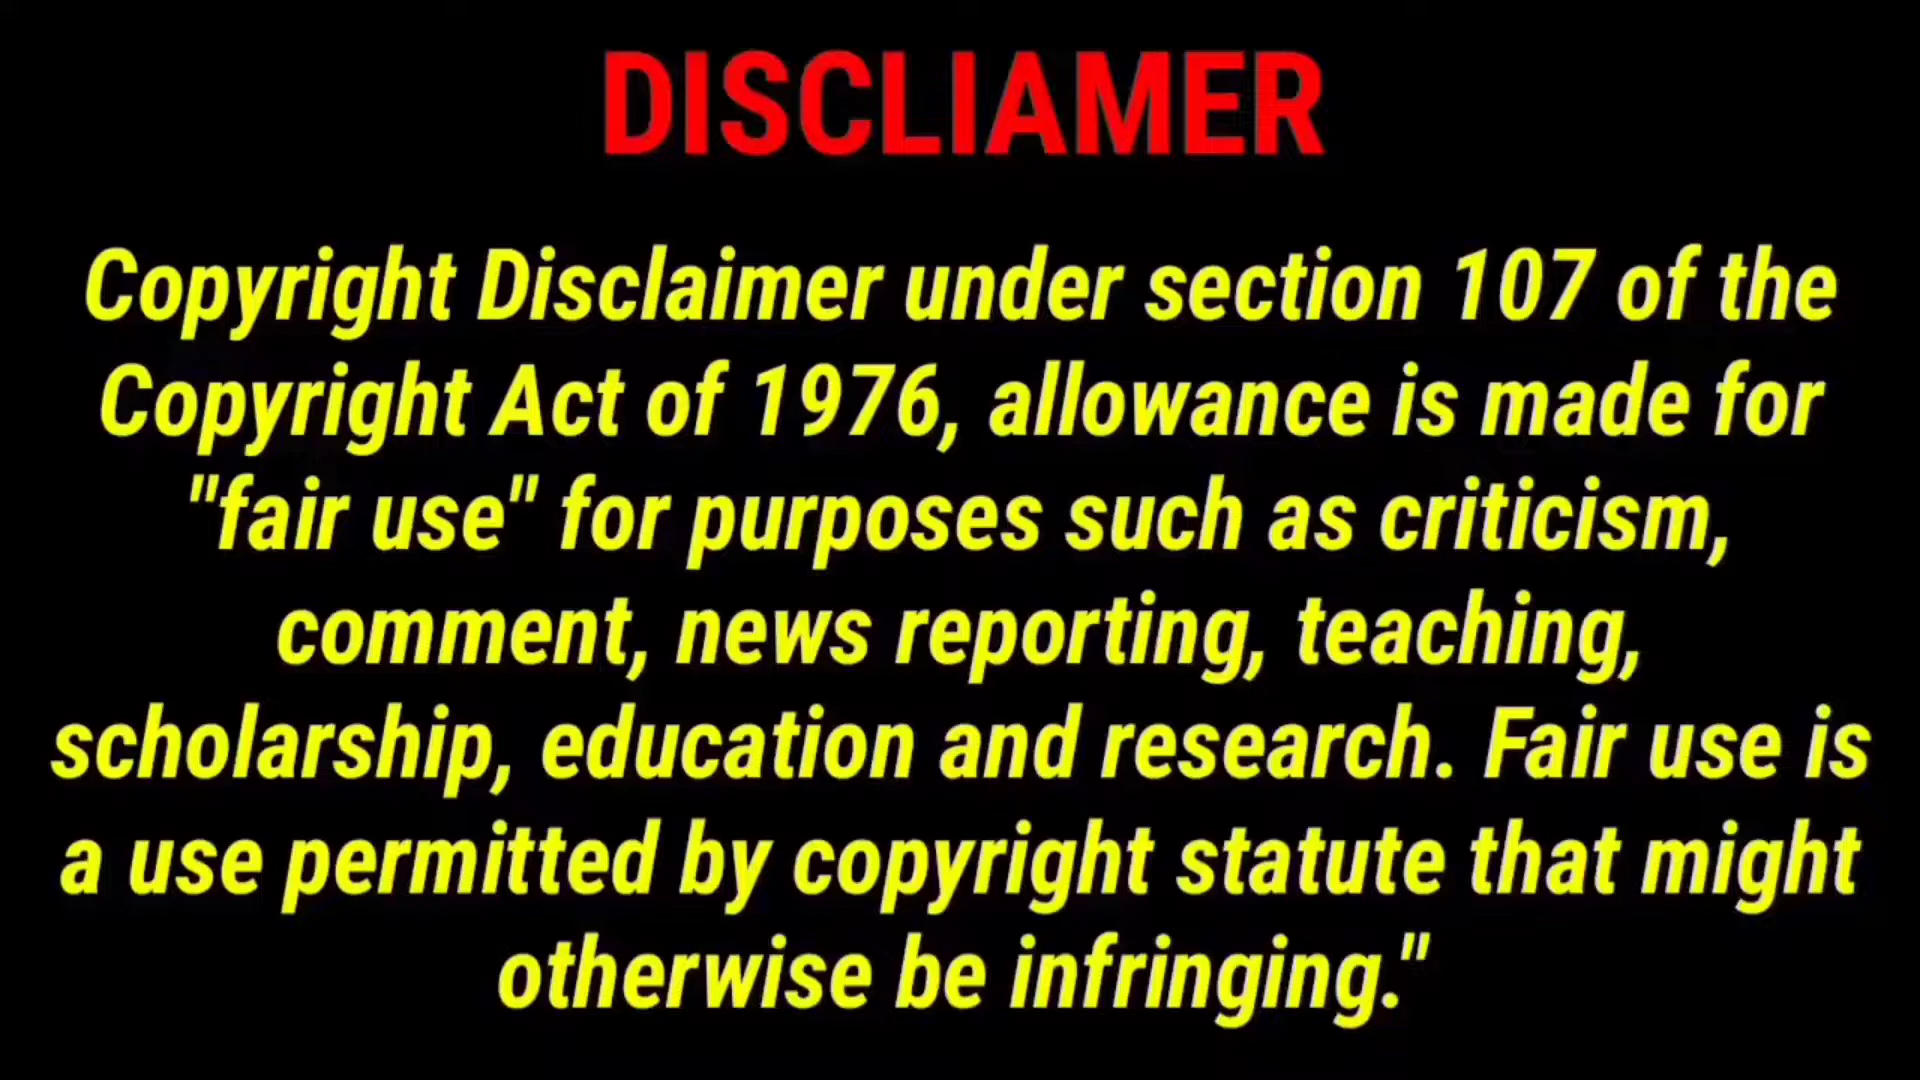 DISCLIAMER
Copyright Disclaimer under section 107 of the
Copyright Act of 1976, allowance is made for
"fair use" for purposes such as criticism,
comment, news reporting, teaching,
scholarship, education and research. Fair use is
a use permitted by copyright statute that might
otherwise be infringing."